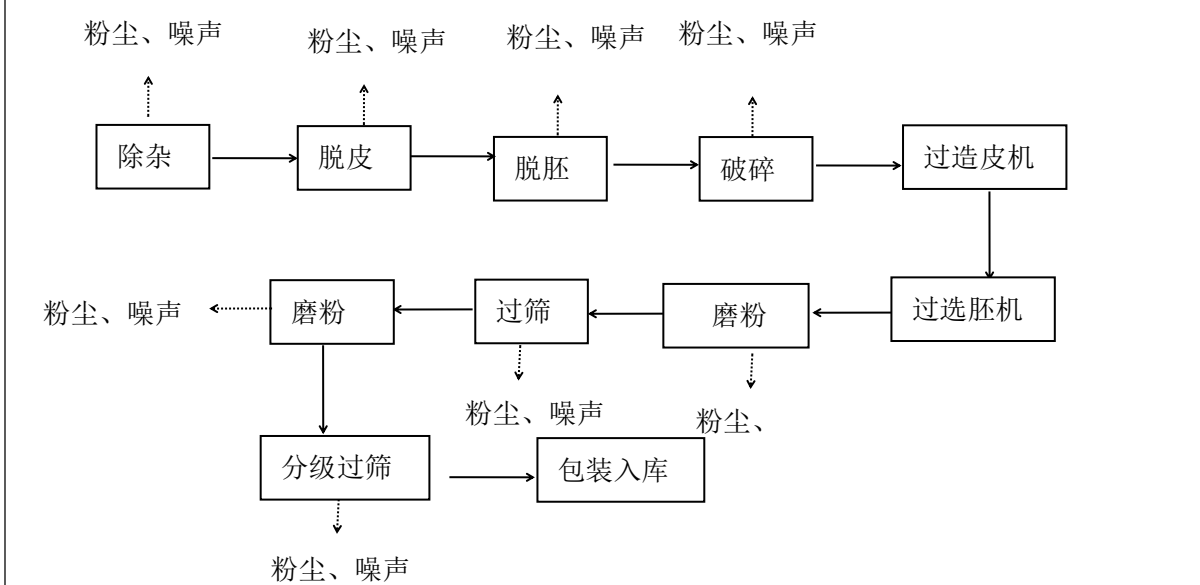 粉尘、噪声
粉尘、噪声
粉尘、噪声
粉尘、噪声
除杂
脱皮
脱胚
破碎
过造皮机
粉尘、噪声
磨粉
过筛
磨粉
过选胚机
粉尘、噪声
粉尘、
分级过筛
包装入库
粉尘、噪声